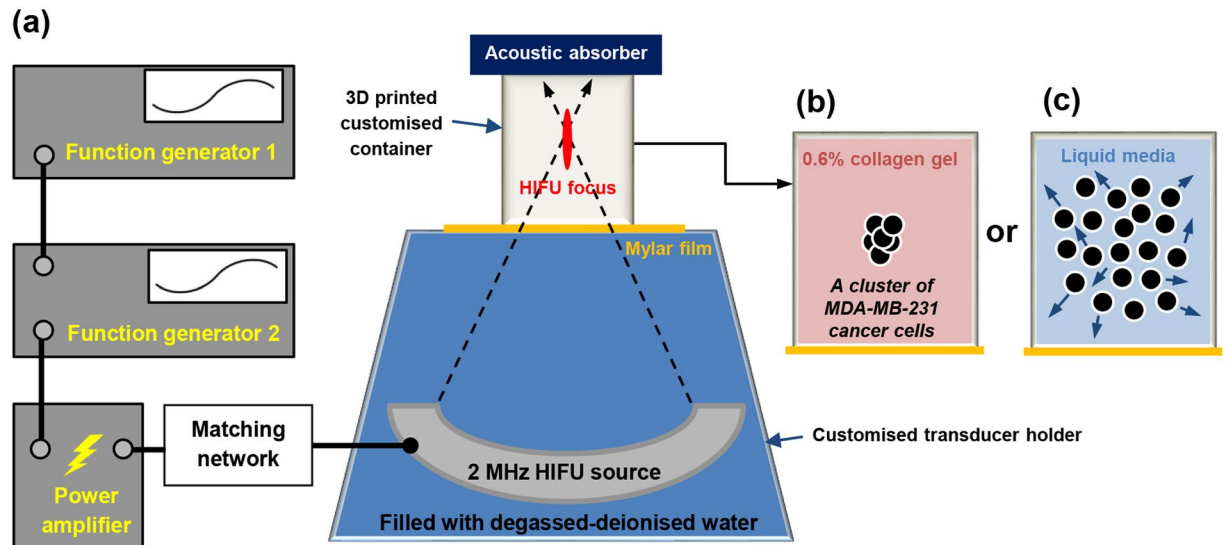 (a)
Function generator 1
Function generator 2
Power
amplifier
Matching
network
Acoustic absorber
3D printed
customised
container
HIFU focus
Mylar film
2 MHz HIFU source
Filled with degassed-deionised water
Customised transducer holder
(b)
0.6% collagen gel
A cluster of
MDA-MB-231
cancer cells
or
(c)
Liquid media